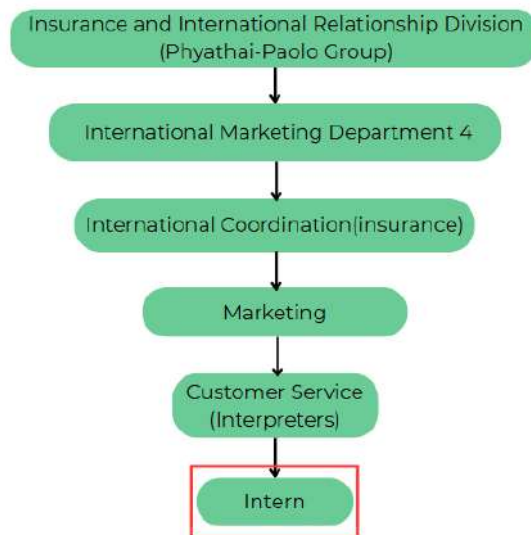 Insurance and International Relationship Division
(Phyathai-Paolo Group)
International Marketing Department 4
International Coordination(insurance)
Marketing
Customer Service
(Interpreters)
Intern